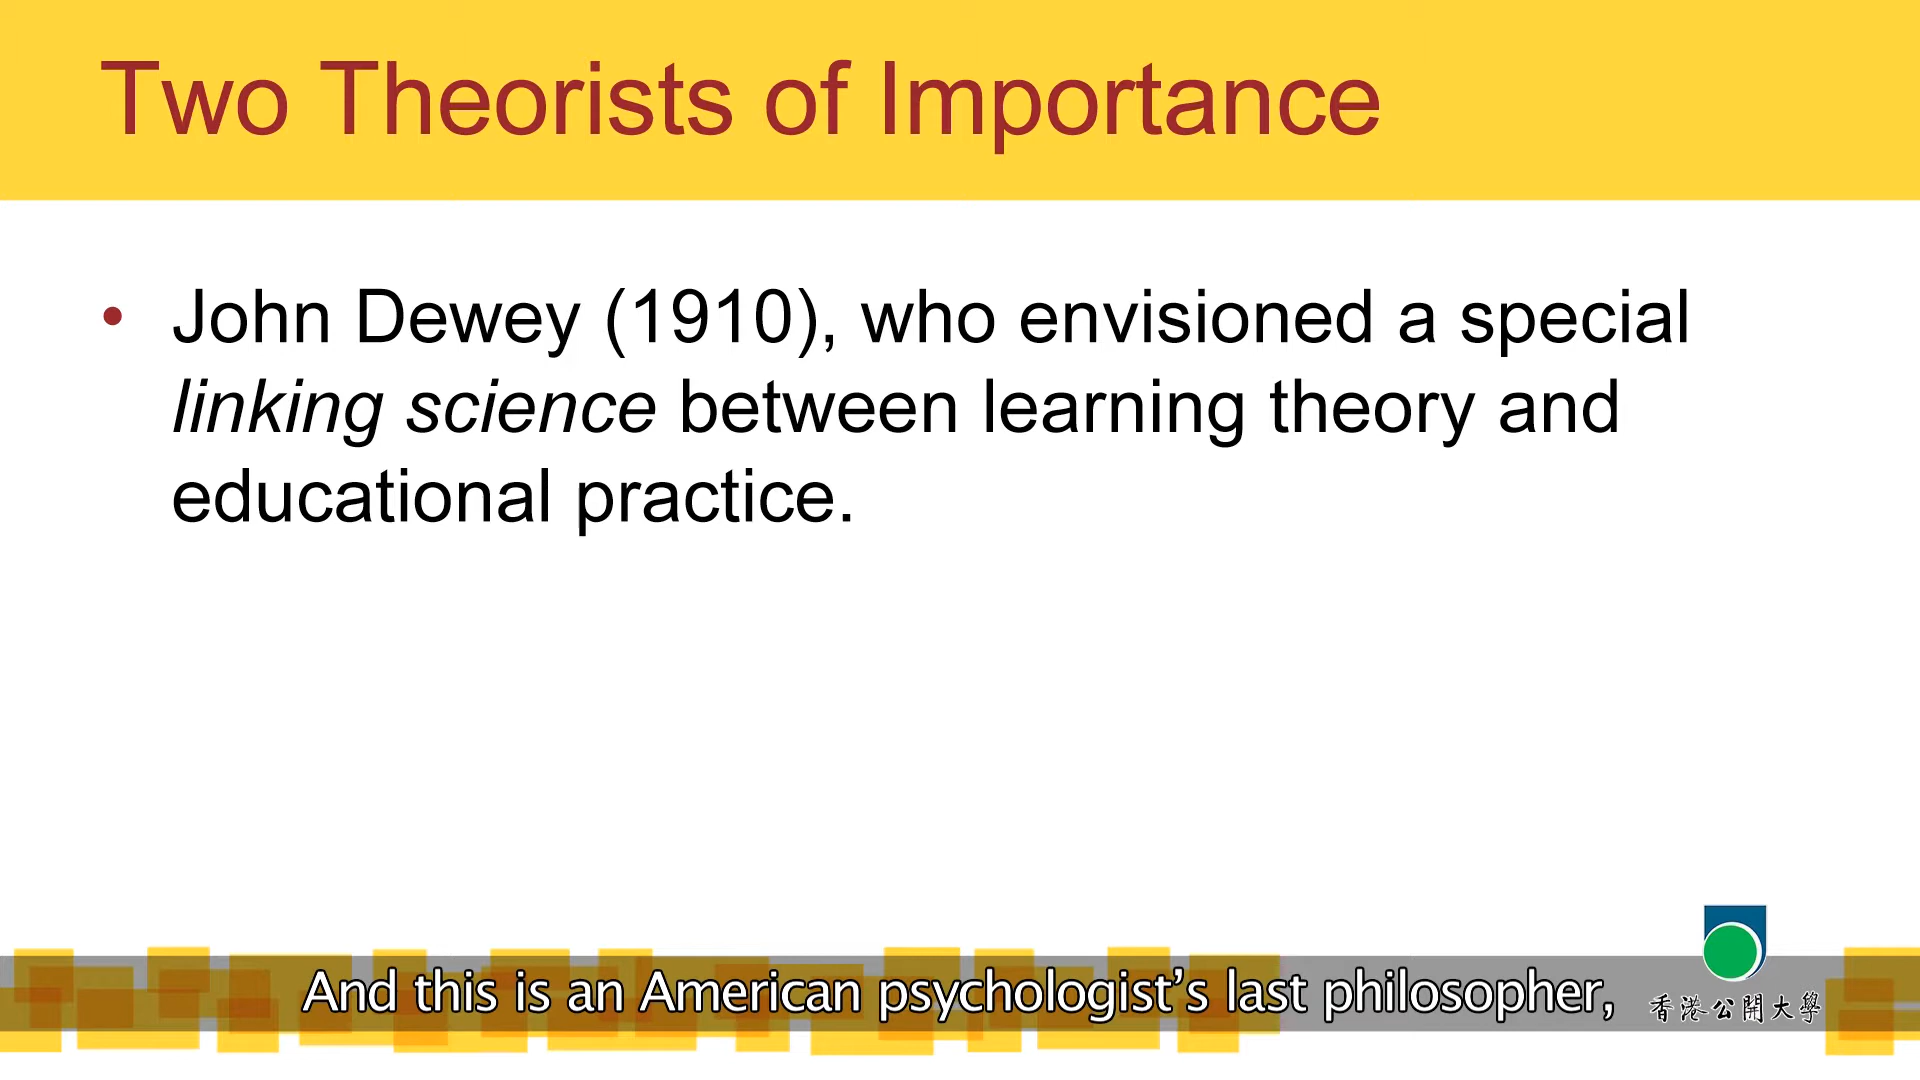 Two Theorists of Importance
• John Dewey (1910), who envisioned a special
linking science between learning theory and
educational practice.
And this is an American psychologist's last philosopher,
香港公開大學